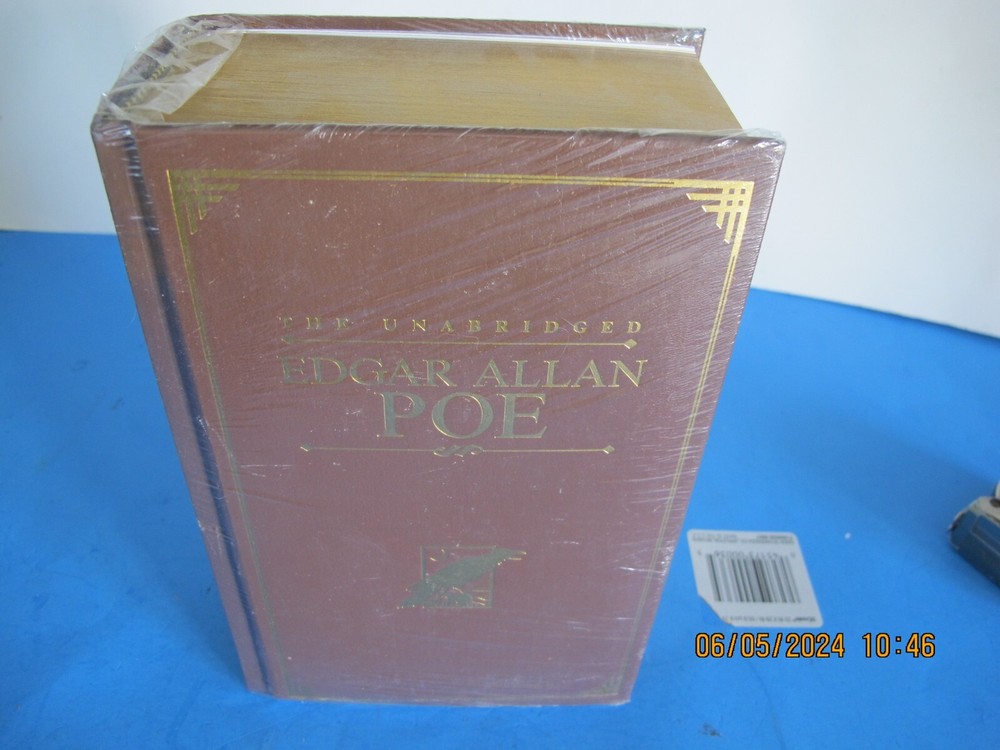 THE UNABRIDGED
EDGAR ALLAN
POE
06/05/2024 10:46